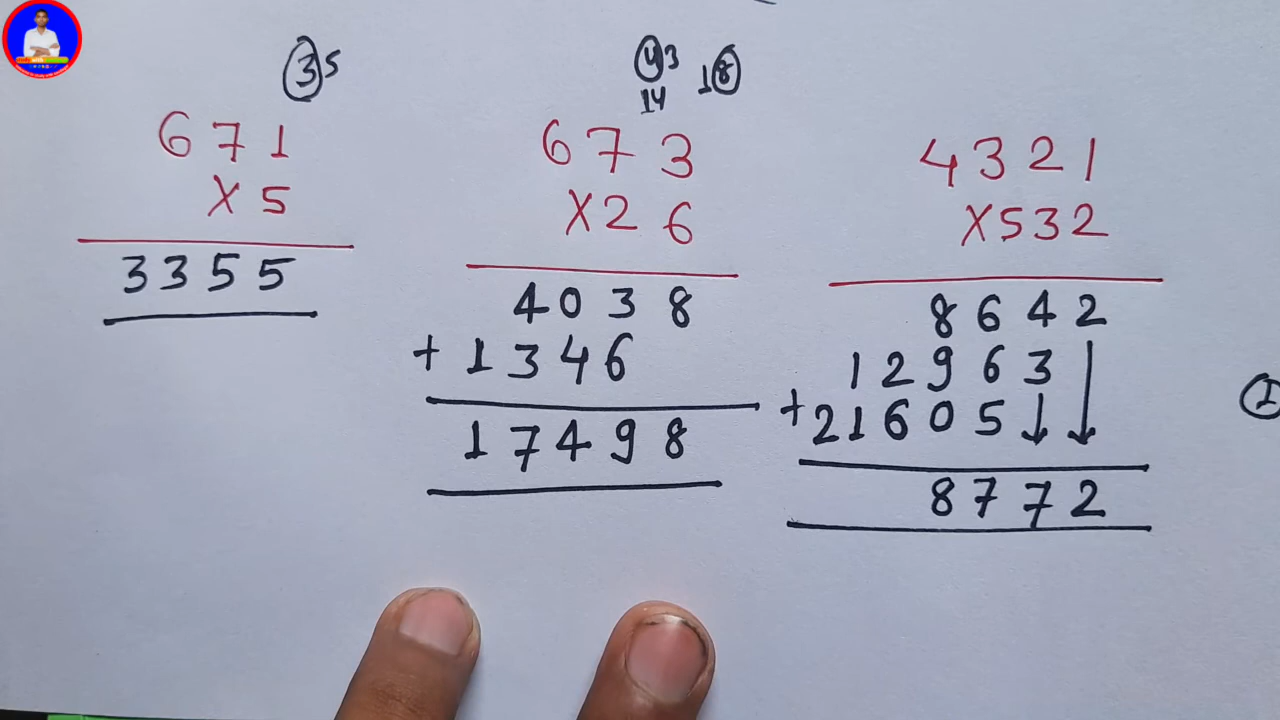 3 5
6 7 1
X 5
3 3 5 5
4 3
1 8
14
6 7 3
X 2 6
4 0 3 8
+ 1 3 4 6
1 7 4 9 8
4 3 2 1
X 5 3 2
8 6 4 2
1 2 9 6 3
+ 2 1 6 0 5
8 7 7 2